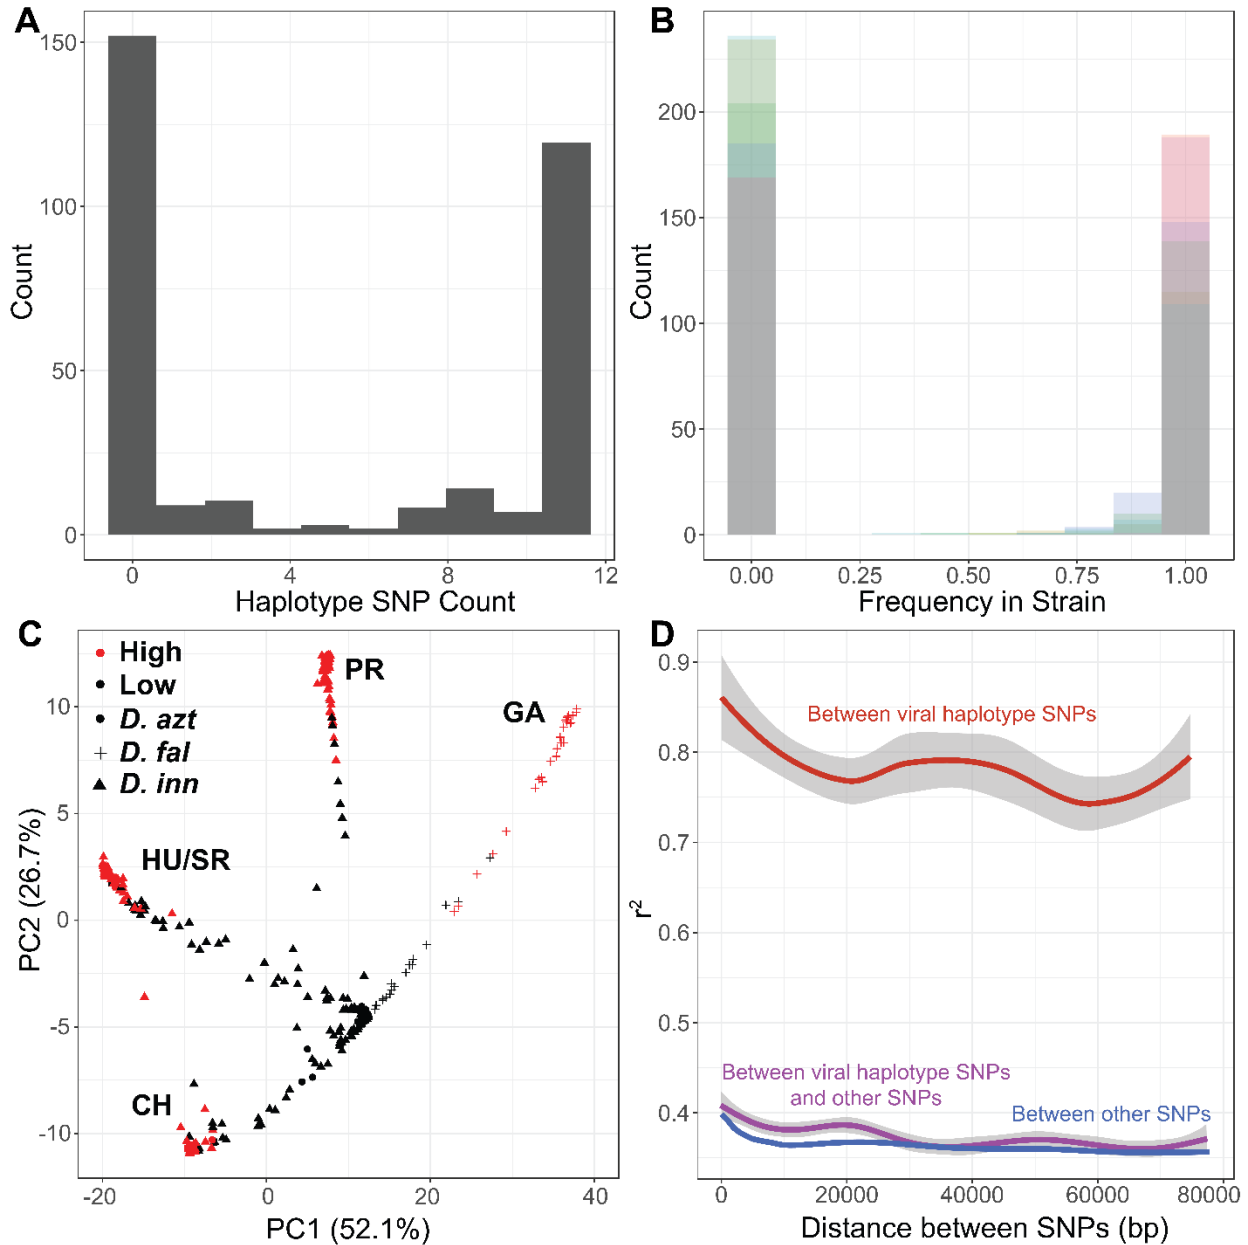 A
150
100
50
0
Count
0
4
8
12
Haplotype SNP Count
B
200
150
100
50
0
Count
0.00
0.25
0.50
0.75
1.00
Frequency in Strain
C
High
Low
D. azt
D. fal
D. inn
PR
GA
HU/SR
CH
10
5
0
-5
-10
PC2 (26.7%)
-20
0
20
40
PC1 (52.1%)
D
0.9
0.8
0.7
0.6
0.5
0.4
r²
Between viral haplotype SNPs
Between viral haplotype SNPs
and other SNPs
Between other SNPs
0
20000
40000
60000
80000
Distance between SNPs (bp)